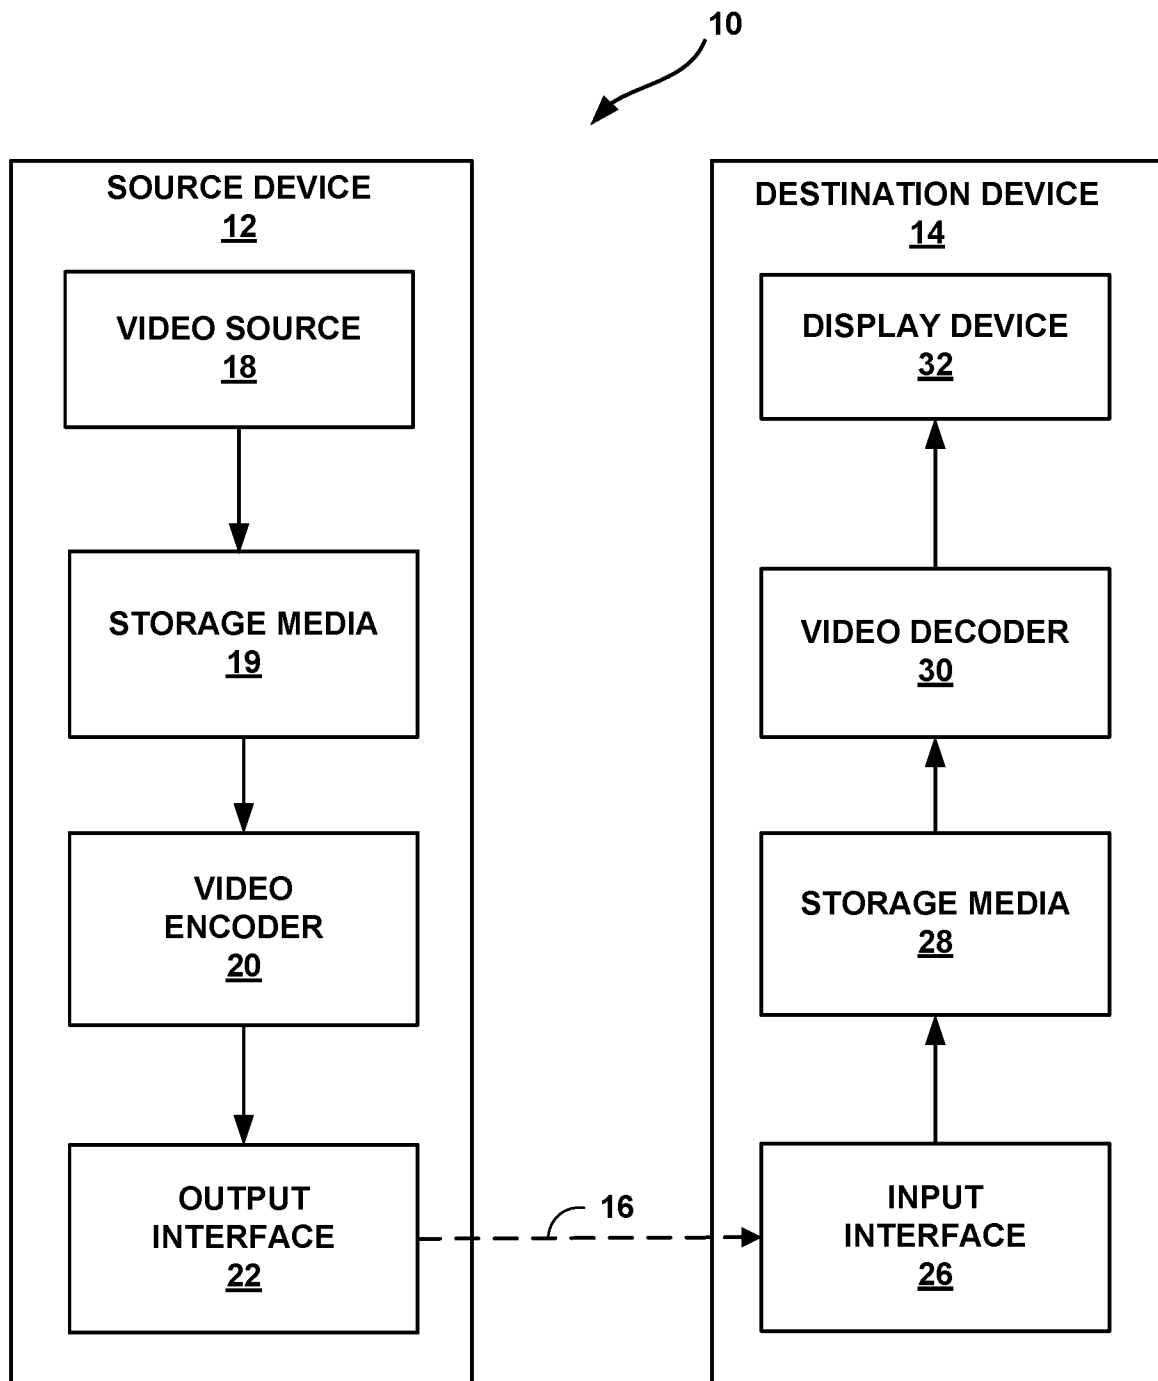 10
SOURCE DEVICE
12
VIDEO SOURCE
18
STORAGE MEDIA
19
VIDEO
ENCODER
20
OUTPUT
INTERFACE
22
16
DESTINATION DEVICE
14
DISPLAY DEVICE
32
VIDEO DECODER
30
STORAGE MEDIA
28
INPUT
INTERFACE
26